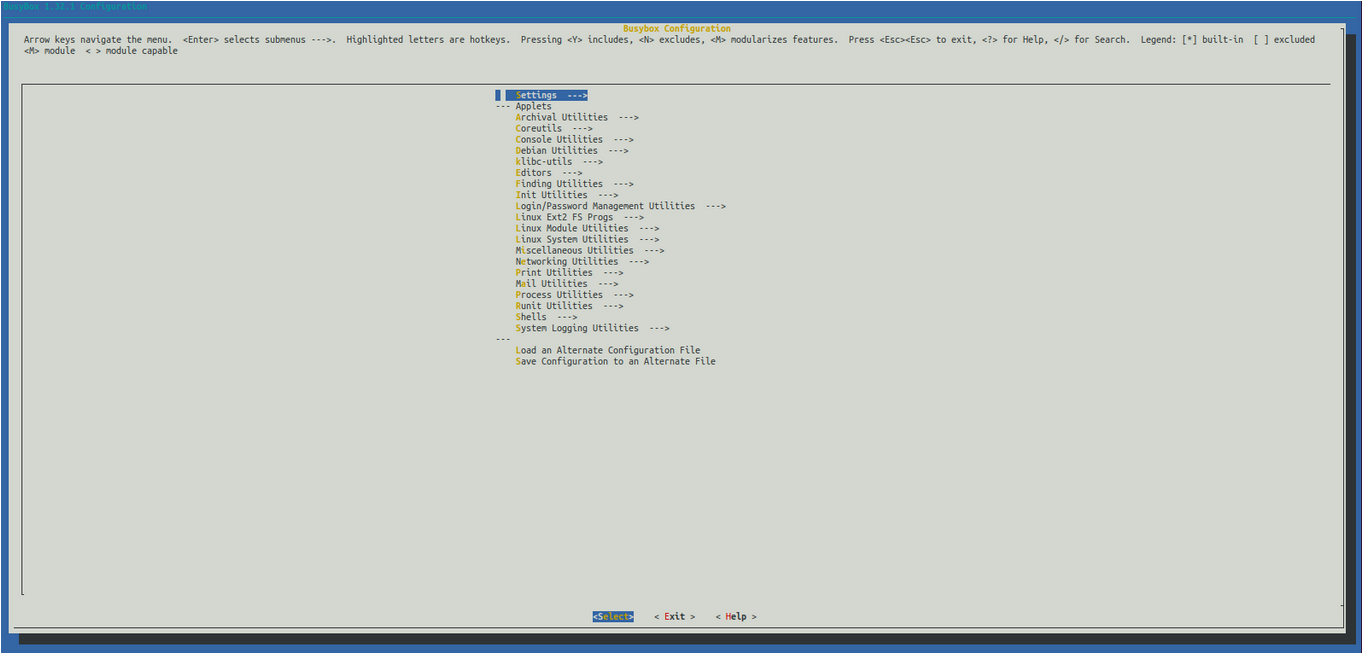 BusyBox 1.32.1 Configuration
Busybox Configuration
Arrow keys navigate the menu.  <Enter> selects submenus --->.  Highlighted letters are hotkeys.  Pressing <Y> includes, <N> excludes, <M> modularizes features.  Press <Esc><Esc> to exit, <?> for Help, </> for Search.  Legend: [*] built-in  [ ] excluded
<M> module  < > module capable
Settings  --->
--- Applets
Archival Utilities  --->
Coreutils  --->
Console Utilities  --->
Debian Utilities  --->
klibc-utils  --->
Editors  --->
Finding Utilities  --->
Init Utilities  --->
Login/Password Management Utilities  --->
Linux Ext2 FS Progs  --->
Linux Module Utilities  --->
Linux System Utilities  --->
Miscellaneous Utilities  --->
Networking Utilities  --->
Print Utilities  --->
Mail Utilities  --->
Process Utilities  --->
Runit Utilities  --->
Shells  --->
System Logging Utilities  --->
---
Load an Alternate Configuration File
Save Configuration to an Alternate File
<Select>    < Exit >    < Help >